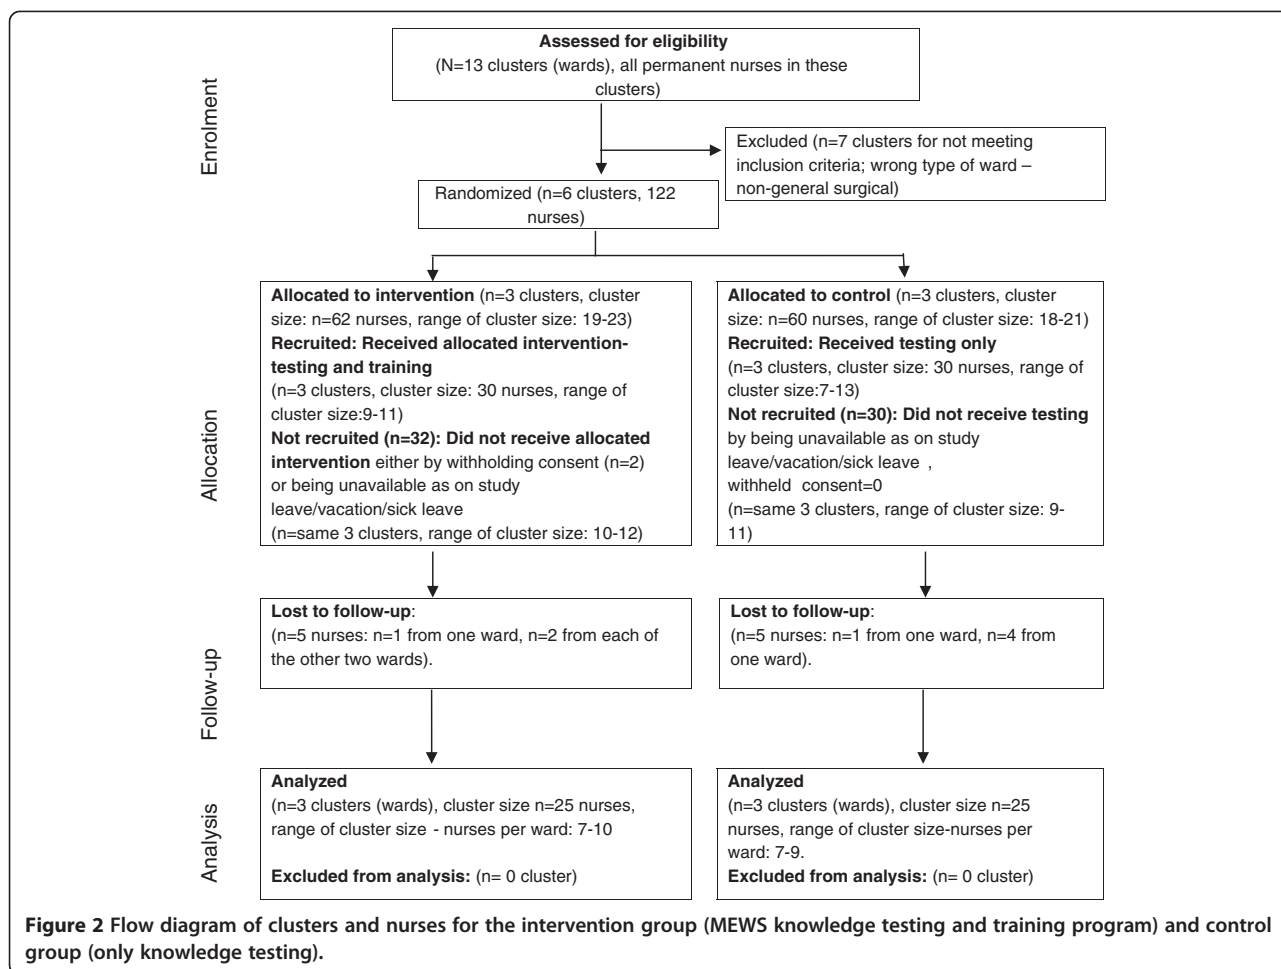 Enrolment
Assessed for eligibility
(N=13 clusters (wards), all permanent nurses in these
clusters)
Excluded (n=7 clusters for not meeting
inclusion criteria; wrong type of ward –
non-general surgical)
Randomized (n=6 clusters, 122
nurses)
Allocation
Allocated to intervention (n=3 clusters, cluster
size: n=62 nurses, range of cluster size: 19-23)
Recruited: Received allocated intervention-
testing and training
(n=3 clusters, cluster size: 30 nurses, range of
cluster size:9-11)
Not recruited (n=32): Did not receive allocated
intervention either by withholding consent (n=2)
or being unavailable as on study
leave/vacation/sick leave
(n=same 3 clusters, range of cluster size: 10-12)
Allocated to control (n=3 clusters, cluster
size: n=60 nurses, range of cluster size: 18-21)
Recruited: Received testing only
(n=3 clusters, cluster size: 30 nurses, range of
cluster size:7-13)
Not recruited (n=30): Did not receive testing
by being unavailable as on study
leave/vacation/sick leave ,
withheld consent=0
(n=same 3 clusters, range of cluster size: 9-
11)
Follow-up
Lost to follow-up:
(n=5 nurses: n=1 from one ward, n=2 from each of
the other two wards).
Lost to follow-up:
(n=5 nurses: n=1 from one ward, n=4 from
one ward).
Analysis
Analyzed
(n=3 clusters (wards), cluster size n=25 nurses,
range of cluster size - nurses per ward: 7-10
Excluded from analysis: (n= 0 cluster)
Analyzed
(n=3 clusters (wards), cluster size n=25
nurses, range of cluster size-nurses per
ward: 7-9.
Excluded from analysis: (n= 0 cluster)
Figure 2 Flow diagram of clusters and nurses for the intervention group (MEWS knowledge testing and training program) and control
group (only knowledge testing).